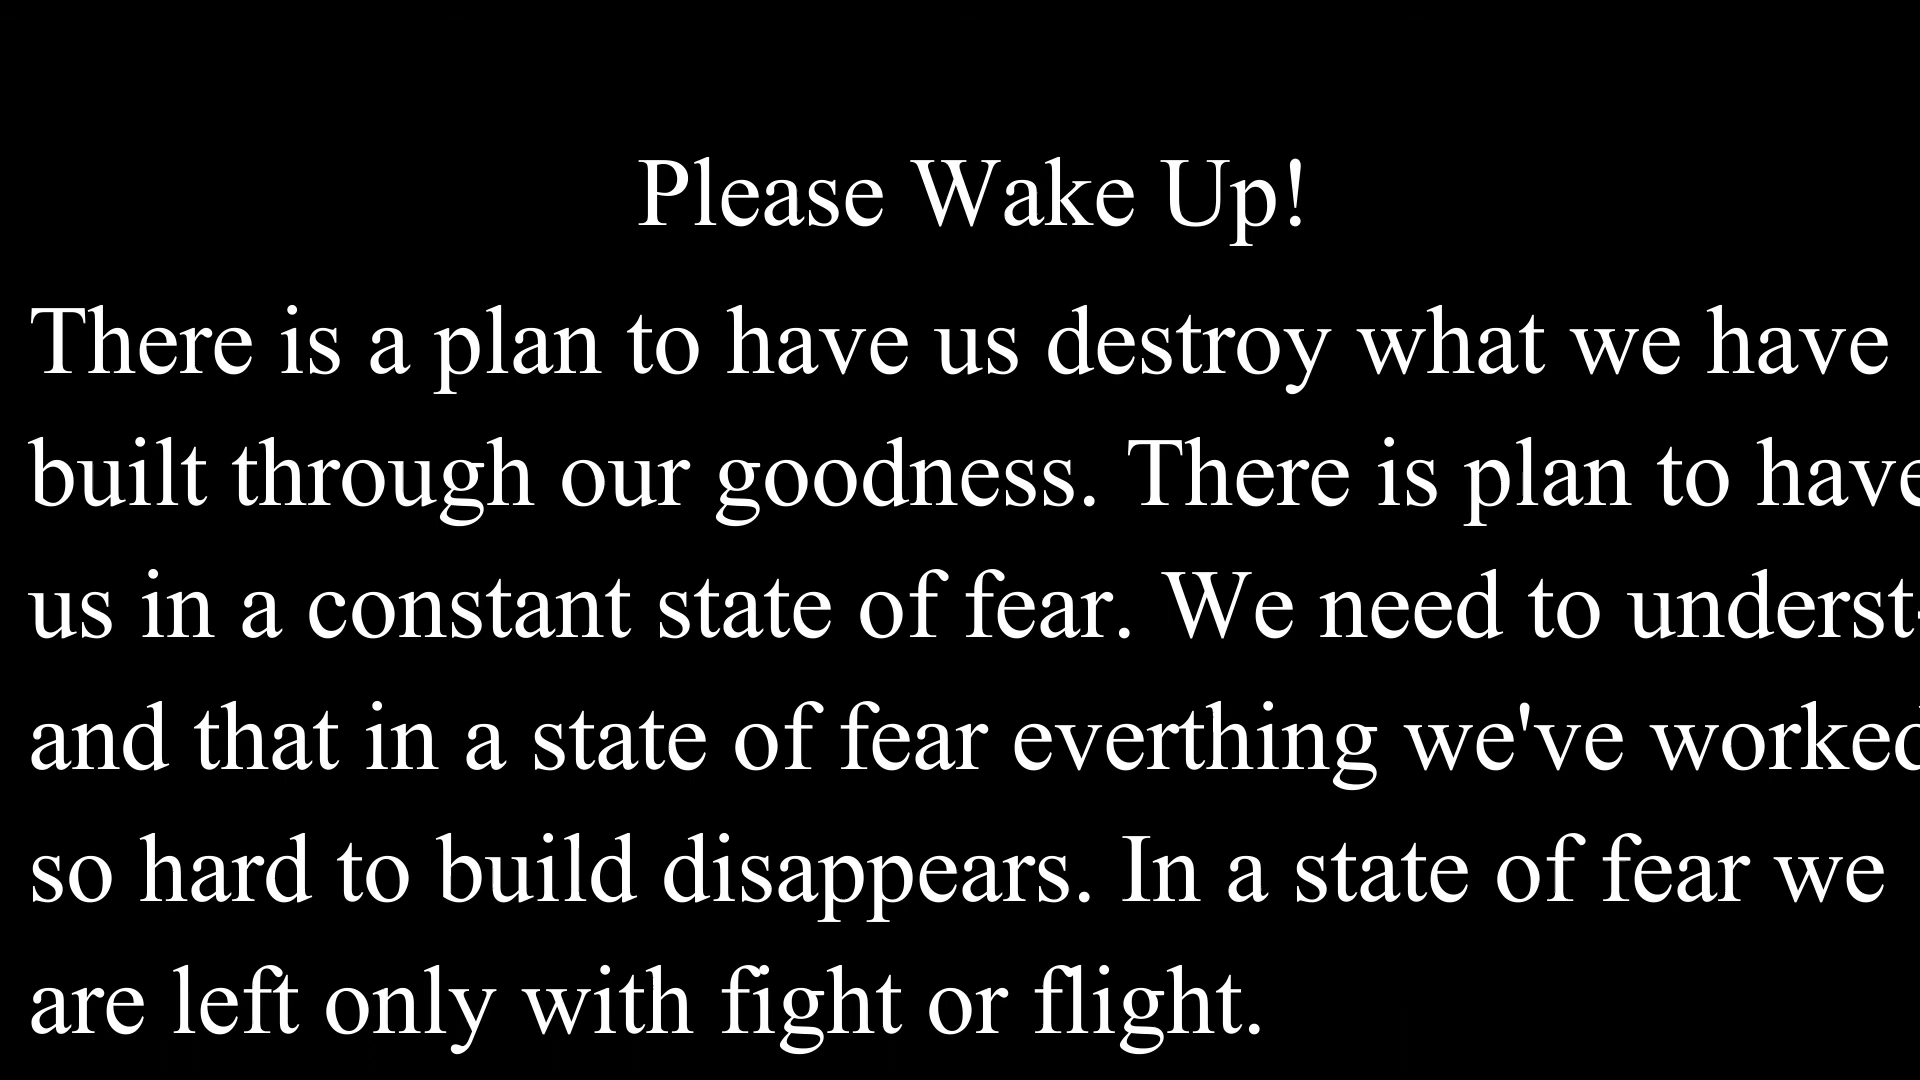 Please Wake Up!
There is a plan to have us destroy what we have
built through our goodness. There is plan to have
us in a constant state of fear. We need to underst-
and that in a state of fear everthing we've worked
so hard to build disappears. In a state of fear we
are left only with fight or flight.